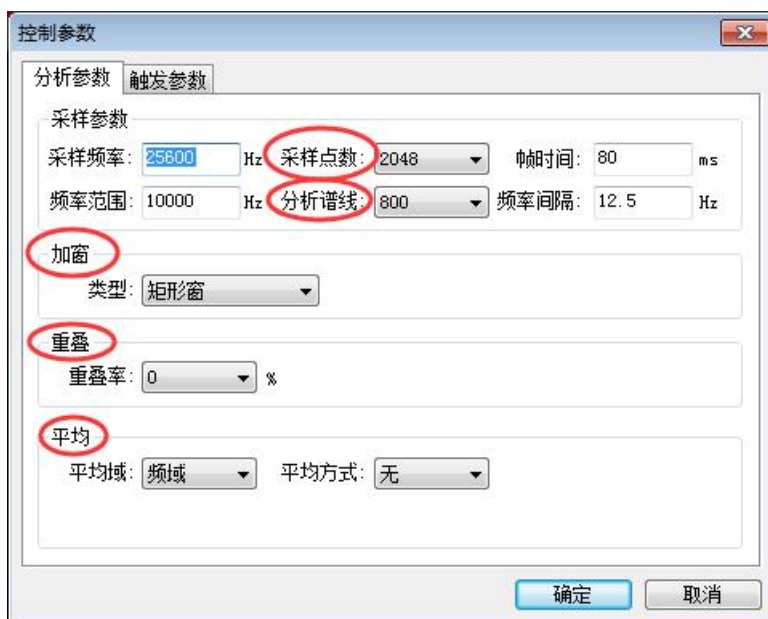 控制参数
分析参数 触发参数
采样参数
采样频率: 25600 Hz 采样点数: 2048 帧时间: 80 ms
频率范围: 10000 Hz 分析谱线: 800 频率间隔: 12.5 Hz
加窗
类型: 矩形窗
重叠
重叠率: 0 %
平均
平均域: 频域 平均方式: 无
确定 取消